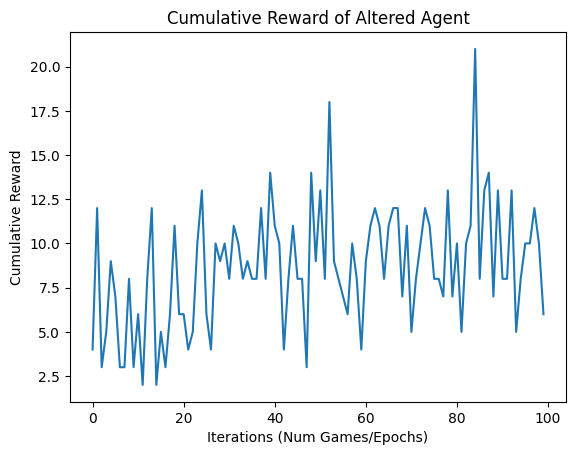 Cumulative Reward of Altered Agent
Cumulative Reward
20.0
17.5
15.0
12.5
10.0
7.5
5.0
2.5
0 20 40 60 80 100
Iterations (Num Games/Epochs)